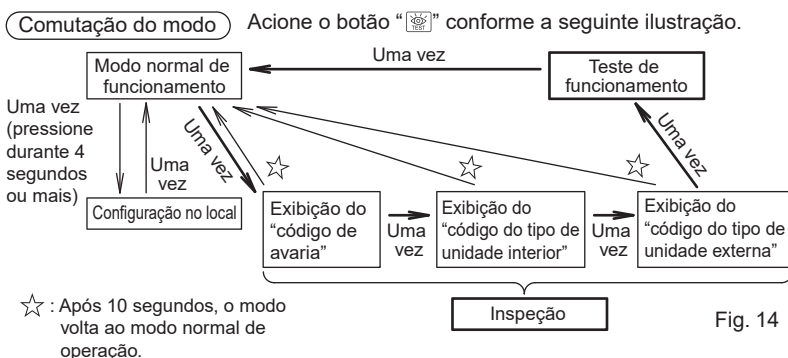 Comutação do modo
Acione o botão “TEST” conforme a seguinte ilustração.
Modo normal de
funcionamento
Uma vez
Teste de
funcionamento
Uma vez
(pressione
durante 4
segundos
ou mais)
Uma
vez
Uma vez
Uma vez
Configuração no local
Exibição do
“código de
avaria”
Uma
vez
Exibição do
“código do tipo de
unidade interior”
Uma
vez
Exibição do
“código do tipo de
unidade externa”
Inspeção
☆ : Após 10 segundos, o modo
volta ao modo normal de
operação.
Fig. 14